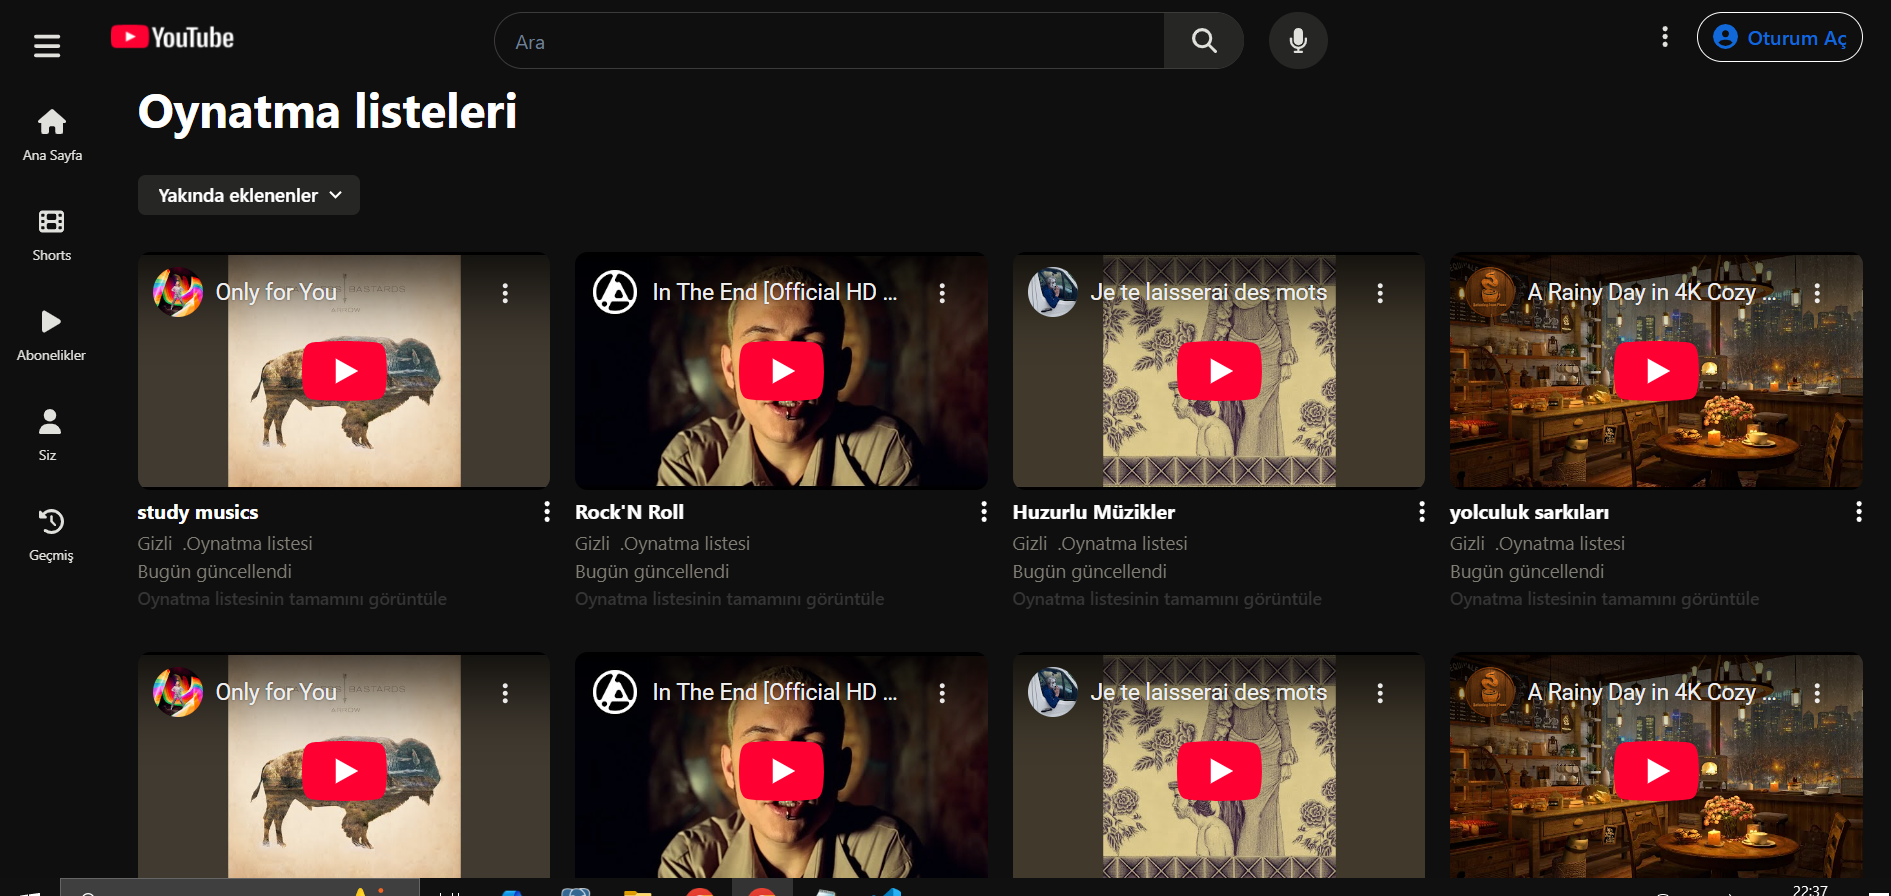 YouTube
Ara
Oturum Aç
Oynatma listeleri
Ana Sayfa
Yakında eklenenler
Shorts
Abonelikler
Siz
Geçmiş
Only for You
BASTARDS
ARROW
In The End [Official HD ...
Je te laisserai des mots
A Rainy Day in 4K Cozy ...
study musics
Gizli .Oynatma listesi
Bugün güncellendi
Oynatma listesinin tamamını görüntüle
Rock'N Roll
Gizli .Oynatma listesi
Bugün güncellendi
Oynatma listesinin tamamını görüntüle
Huzurlu Müzikler
Gizli .Oynatma listesi
Bugün güncellendi
Oynatma listesinin tamamını görüntüle
yolculuk sarkıları
Gizli .Oynatma listesi
Bugün güncellendi
Oynatma listesinin tamamını görüntüle
Only for You
BASTARDS
ARROW
In The End [Official HD ...
Je te laisserai des mots
A Rainy Day in 4K Cozy ...
22:37